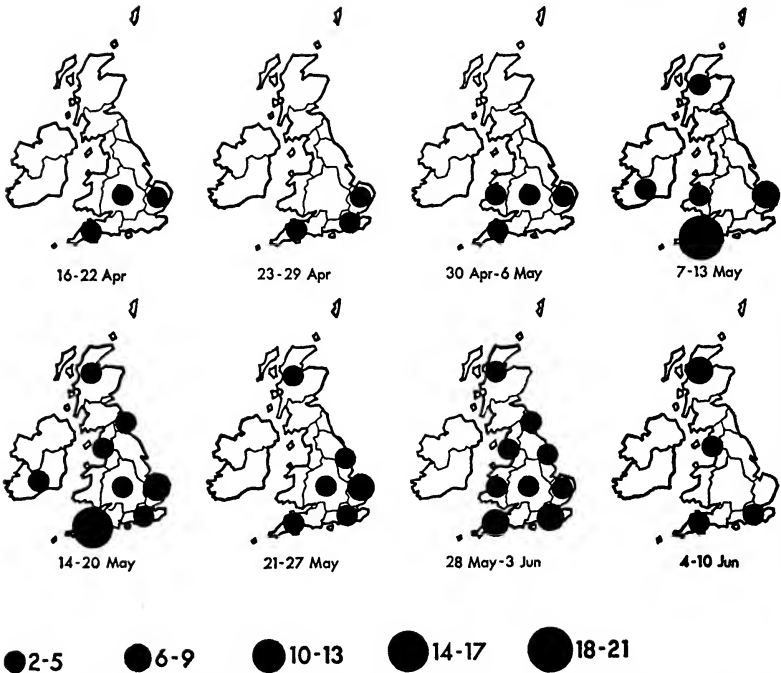 16-22 Apr
23-29 Apr
30 Apr-6 May
7-13 May
14-20 May
21-27 May
28 May-3 Jun
4-10 Jun
2-5
6-9
10-13
14-17
18-21